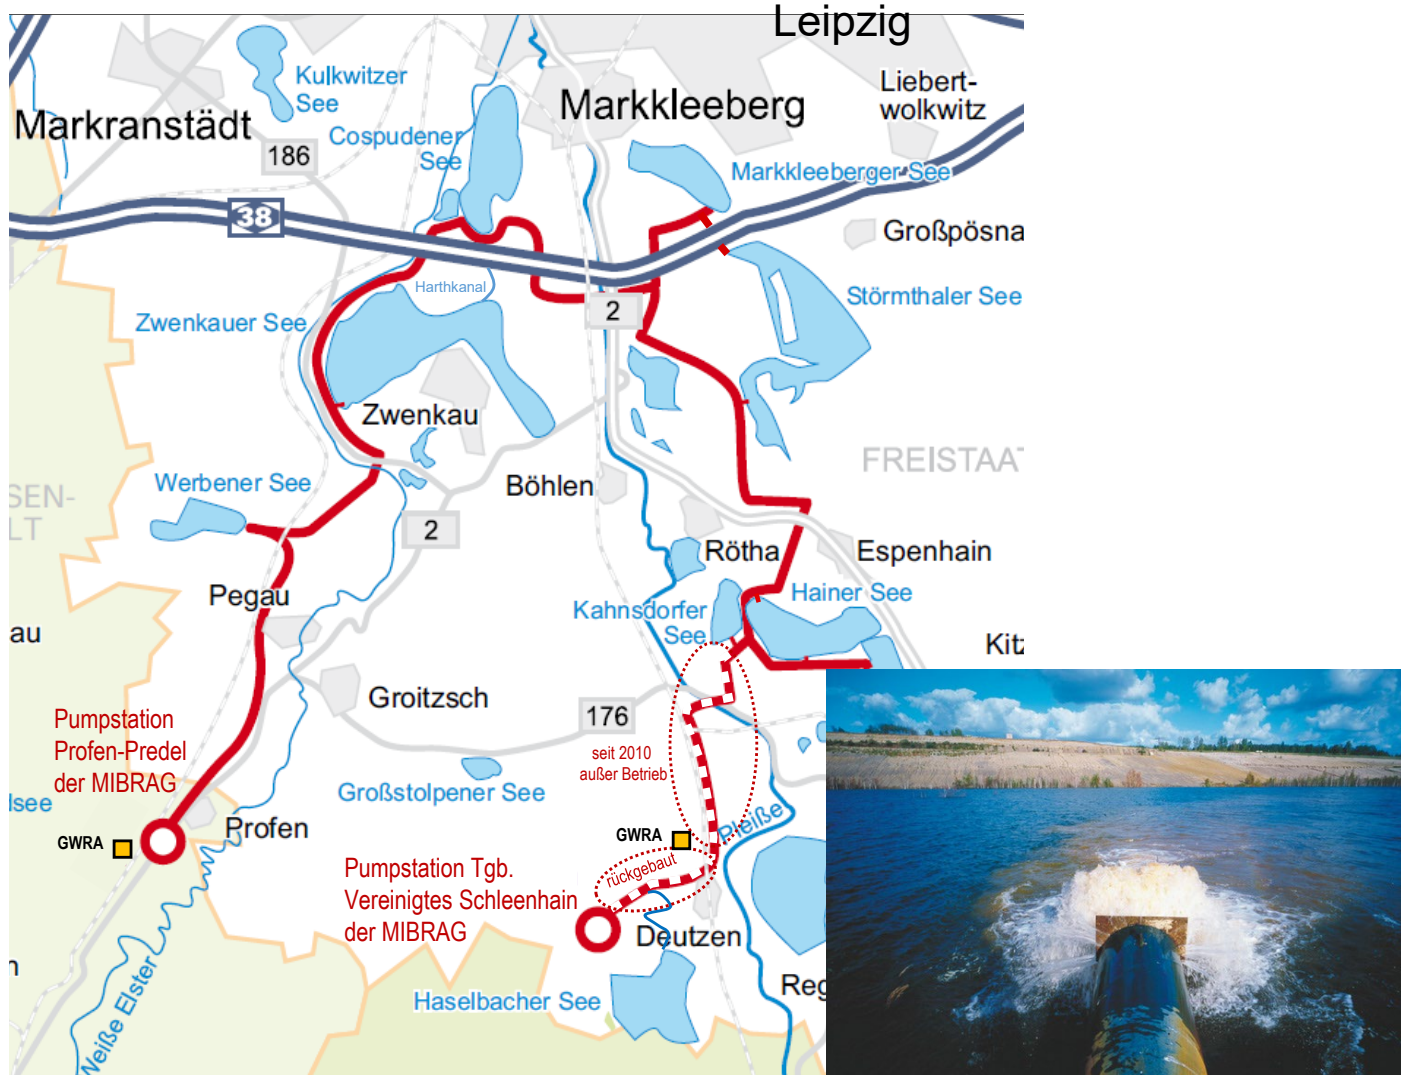 Leipzig
Kulkwitzer
See
Liebert-
wolkwitz
Markkleeberg
Markranstädt
Cospudener
See
186
Markkleeberger See
38
Großpösna
Harthkanal
Störmthaler See
2
Zwenkauer See
Zwenkau
FREISTAAT
Werbener See
SEN-
LT
Böhlen
2
Rötha
Espenhain
Pegau
Hainer See
Kahnsdorfer
See
au
Kitz
Groitzsch
176
Pumpstation
Profen-Predel
der MIBRAG
seit 2010
außer Betrieb
Großstolpener See
lsee
Profen
GWRA
GWRA
Pleiße
rückgebaut
Pumpstation Tgb.
Vereinigtes Schleenhain
der MIBRAG
Deutzen
n
Reg
Haselbacher See
Weiße Elster